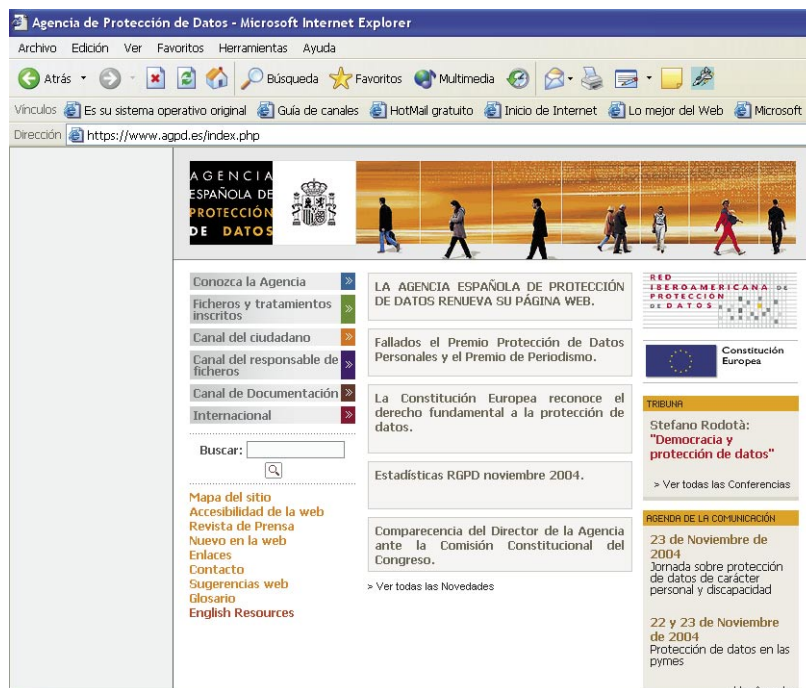 Agencia de Protección de Datos - Microsoft Internet Explorer
Archivo Edición Ver Favoritos Herramientas Ayuda
Atrás Búsqueda Favoritos Multimedia
Vínculos Es su sistema operativo original Guía de canales HotMail gratuito Inicio de Internet Lo mejor del Web Microsoft
Dirección https://www.agpd.es/index.php
AGENCIA
ESPAÑOLA DE
PROTECCIÓN
DE DATOS
Conozca la Agencia
Ficheros y tratamientos
inscritos
Canal del ciudadano
Canal del responsable de
ficheros
Canal de Documentación
Internacional
Buscar:
Mapa del sitio
Accesibilidad de la web
Revista de Prensa
Nuevo en la web
Enlaces
Contacto
Sugerencias web
Glosario
English Resources
LA AGENCIA ESPAÑOLA DE PROTECCIÓN
DE DATOS RENUEVA SU PÁGINA WEB.
Fallados el Premio Protección de Datos
Personales y el Premio de Periodismo.
La Constitución Europea reconoce el
derecho fundamental a la protección de
datos.
Estadísticas RGPD noviembre 2004.
Comparecencia del Director de la Agencia
ante la Comisión Constitucional del
Congreso.
> Ver todas las Novedades
RED
IBEROAMERICANA DE
PROTECCIÓN
DE DATOS
Constitución
Europea
TRIBUNA
Stefano Rodotà:
"Democracia y
protección de datos"
> Ver todas las Conferencias
AGENDA DE LA COMUNICACIÓN
23 de Noviembre de
2004
Jornada sobre protección
de datos de carácter
personal y discapacidad
22 y 23 de Noviembre
de 2004
Protección de datos en las
pymes